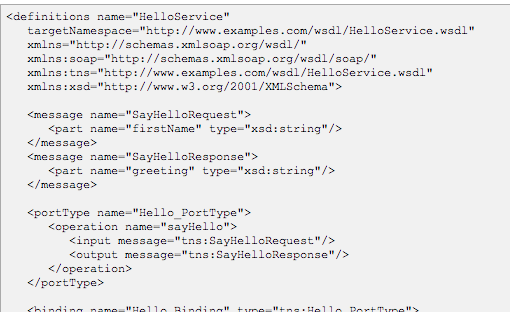 <definitions name="HelloService"
targetNamespace="http://www.examples.com/wsdl/HelloService.wsdl"
xmlns="http://schemas.xmlsoap.org/wsdl/"
xmlns:soap="http://schemas.xmlsoap.org/wsdl/soap/"
xmlns:tns="http://www.examples.com/wsdl/HelloService.wsdl"
xmlns:xsd="http://www.w3.org/2001/XMLSchema">
<message name="SayHelloRequest">
<part name="firstName" type="xsd:string"/>
</message>
<message name="SayHelloResponse">
<part name="greeting" type="xsd:string"/>
</message>
<portType name="Hello_PortType">
<operation name="sayHello">
<input message="tns:SayHelloRequest"/>
<output message="tns:SayHelloResponse"/>
</operation>
</portType>
<binding name="Hello_Binding" type="tns:Hello_PortType">